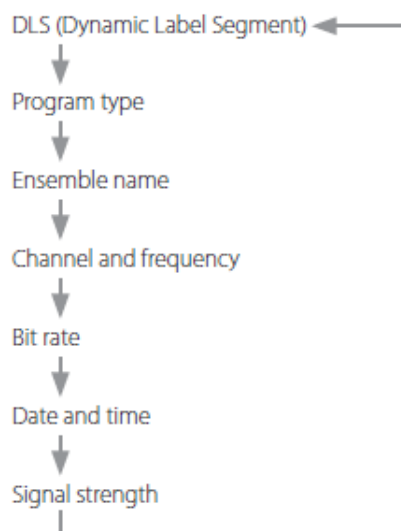 DLS (Dynamic Label Segment)
Program type
Ensemble name
Channel and frequency
Bit rate
Date and time
Signal strength